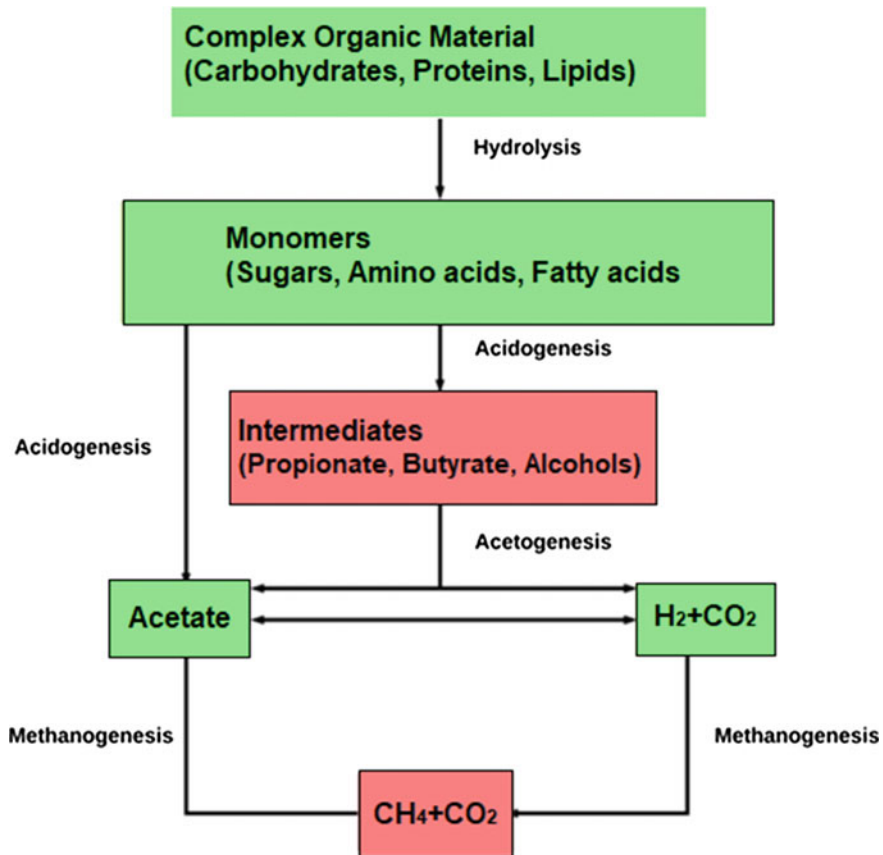 Complex Organic Material
(Carbohydrates, Proteins, Lipids)
Hydrolysis
Monomers
(Sugars, Amino acids, Fatty acids
Acidogenesis
Acidogenesis
Intermediates
(Propionate, Butyrate, Alcohols)
Acetogenesis
Acetate
H₂+CO₂
Methanogenesis
Methanogenesis
CH₄+CO₂